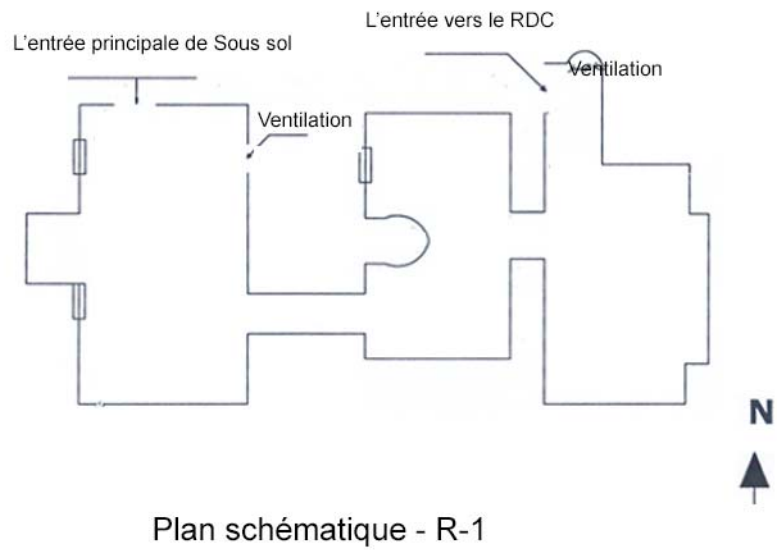 L'entrée vers le RDC
L'entrée principale de Sous sol
Ventilation
Ventilation
N
Plan schématique - R-1